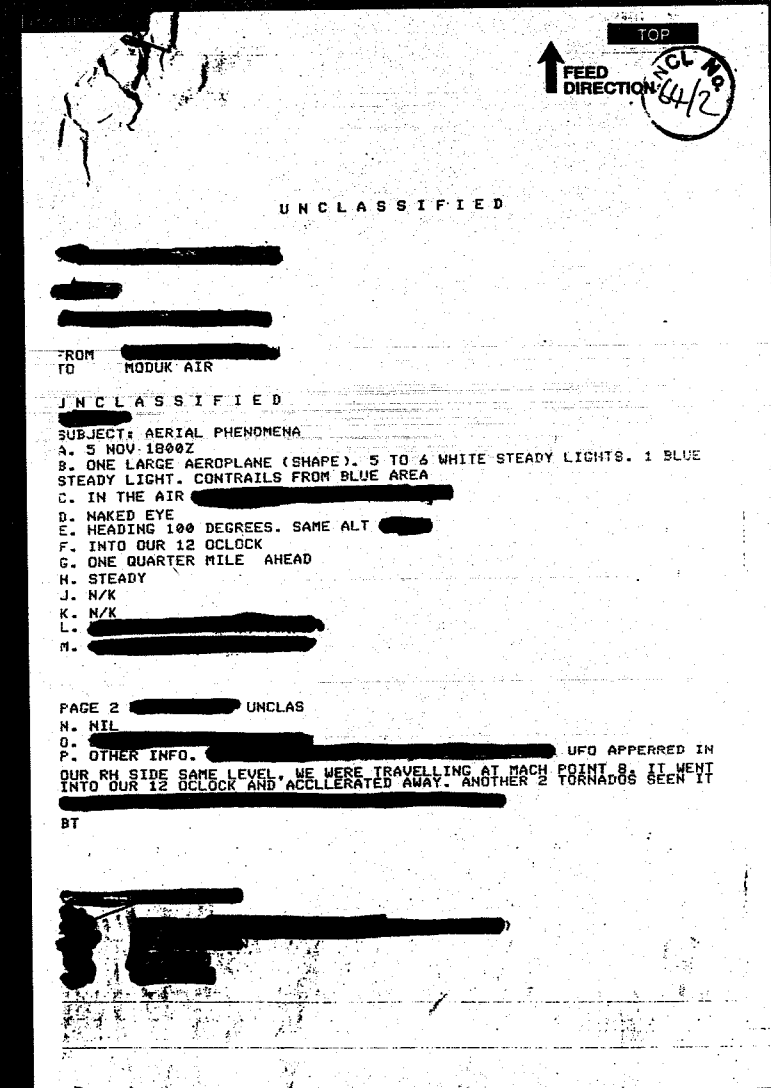 TOP
FEED
DIRECTION
NCL No.
64/2
UNCLASSIFIED
FROM
TO MODUK AIR
UNCLASSIFIED
SUBJECT: AERIAL PHENOMENA
A. 5 NOV 1800Z
B. ONE LARGE AEROPLANE (SHAPE). 5 TO 6 WHITE STEADY LIGHTS. 1 BLUE
STEADY LIGHT. CONTRAILS FROM BLUE AREA
C. IN THE AIR
D. NAKED EYE
E. HEADING 100 DEGREES. SAME ALT
F. INTO OUR 12 OCLOCK
G. ONE QUARTER MILE AHEAD
H. STEADY
J. N/K
K. N/K
L.
M.
PAGE 2 UNCLAS
N. NIL
O.
P. OTHER INFO. UFO APPERRED IN
OUR RH SIDE SAME LEVEL, WE WERE TRAVELLING AT MACH POINT 8. IT WENT
INTO OUR 12 OCLOCK AND ACCLLERATED AWAY. ANOTHER 2 TORNADOS SEEN IT
BT